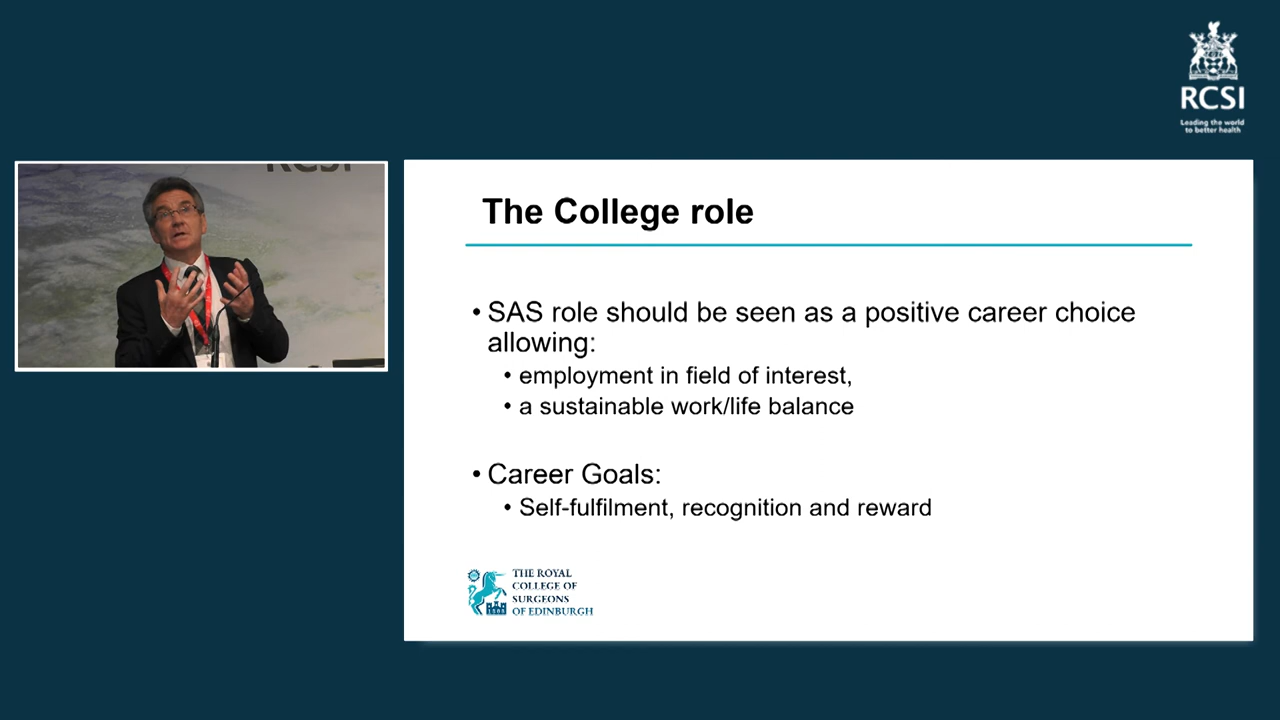 RCSI
Leading the world
to better health
RCSI
The College role
• SAS role should be seen as a positive career choice
allowing:
• employment in field of interest,
• a sustainable work/life balance
• Career Goals:
• Self-fulfilment, recognition and reward
THE ROYAL
COLLEGE OF
SURGEONS
OF EDINBURGH